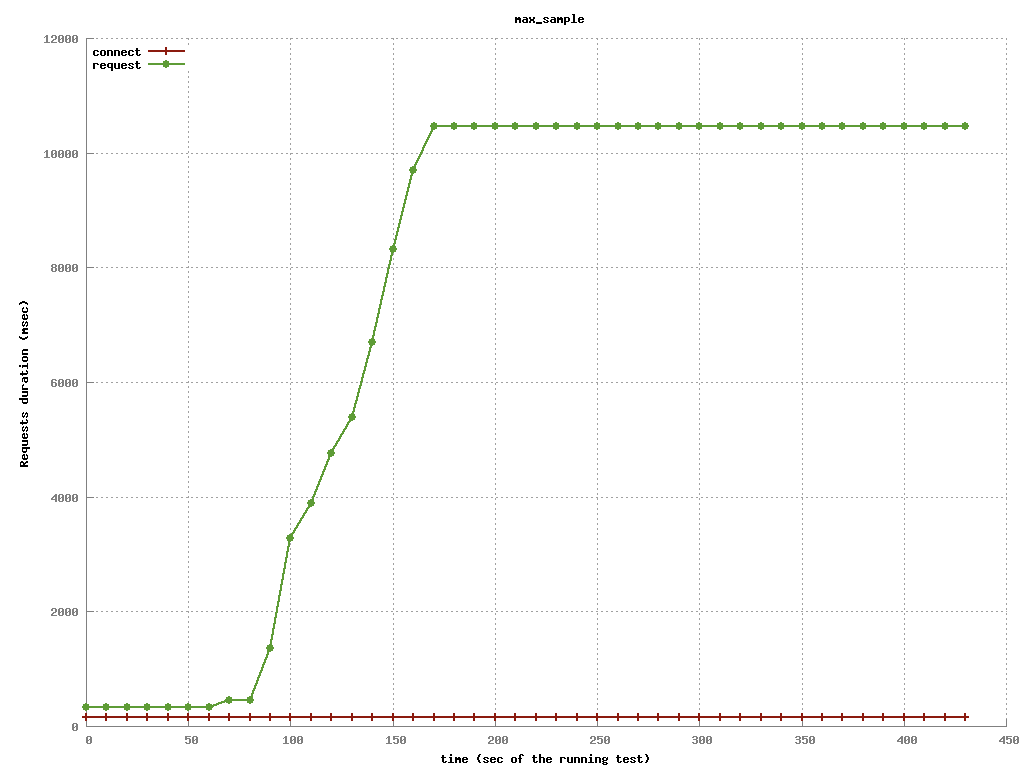 max_sample
12000
connect
request
10000
8000
Requests duration (msec)
6000
4000
2000
0
0 50 100 150 200 250 300 350 400 450
time (sec of the running test)